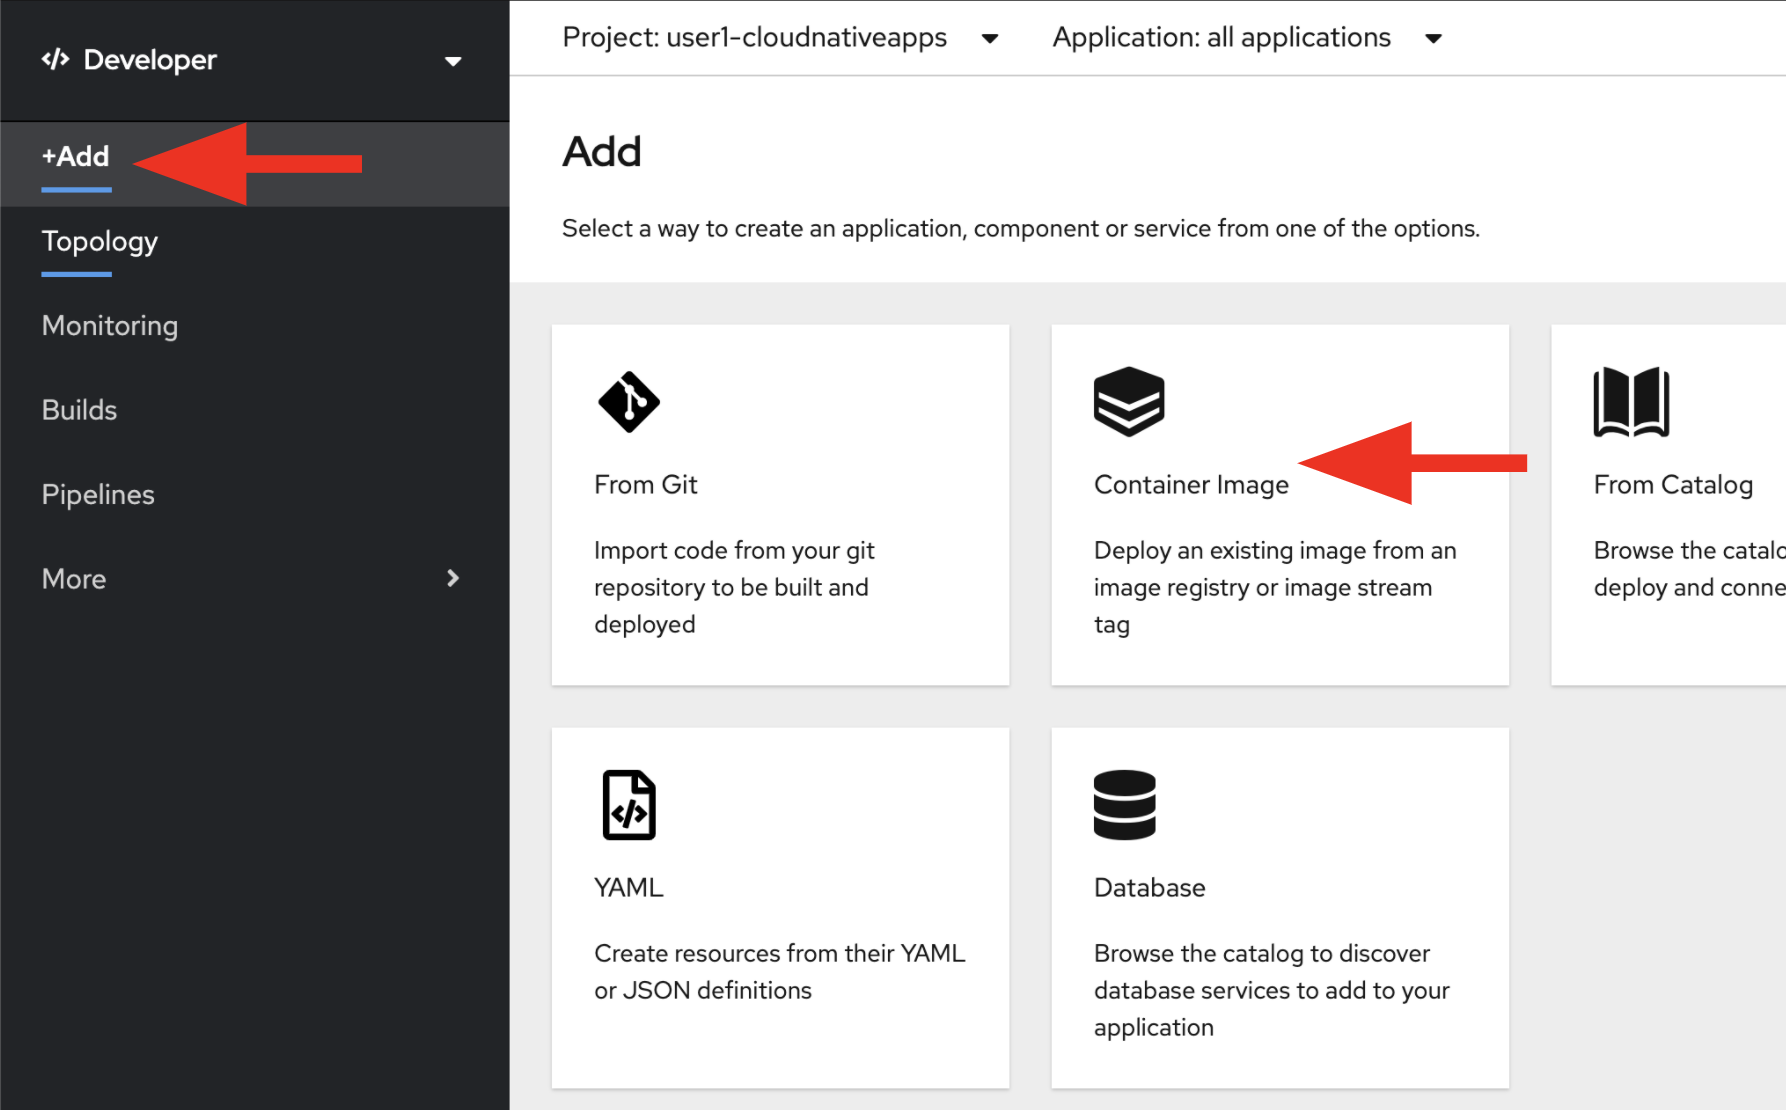 Developer
+Add
Topology
Monitoring
Builds
Pipelines
More
Project: user1-cloudnativeapps
Application: all applications
Add
Select a way to create an application, component or service from one of the options.
From Git
Import code from your git
repository to be built and
deployed
Container Image
Deploy an existing image from an
image registry or image stream
tag
From Catalog
Browse the catalo
deploy and conne
YAML
Create resources from their YAML
or JSON definitions
Database
Browse the catalog to discover
database services to add to your
application